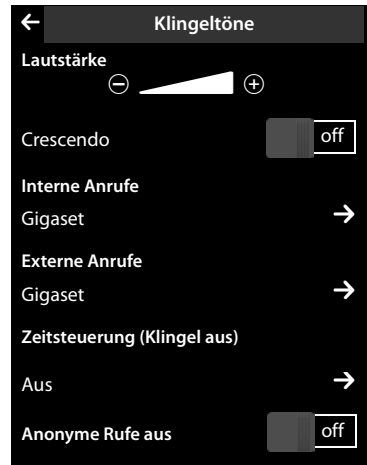 Klingeltöne
Lautstärke
Crescendo off
Interne Anrufe
Gigaset
Externe Anrufe
Gigaset
Zeitsteuerung (Klingel aus)
Aus
Anonyme Rufe aus off